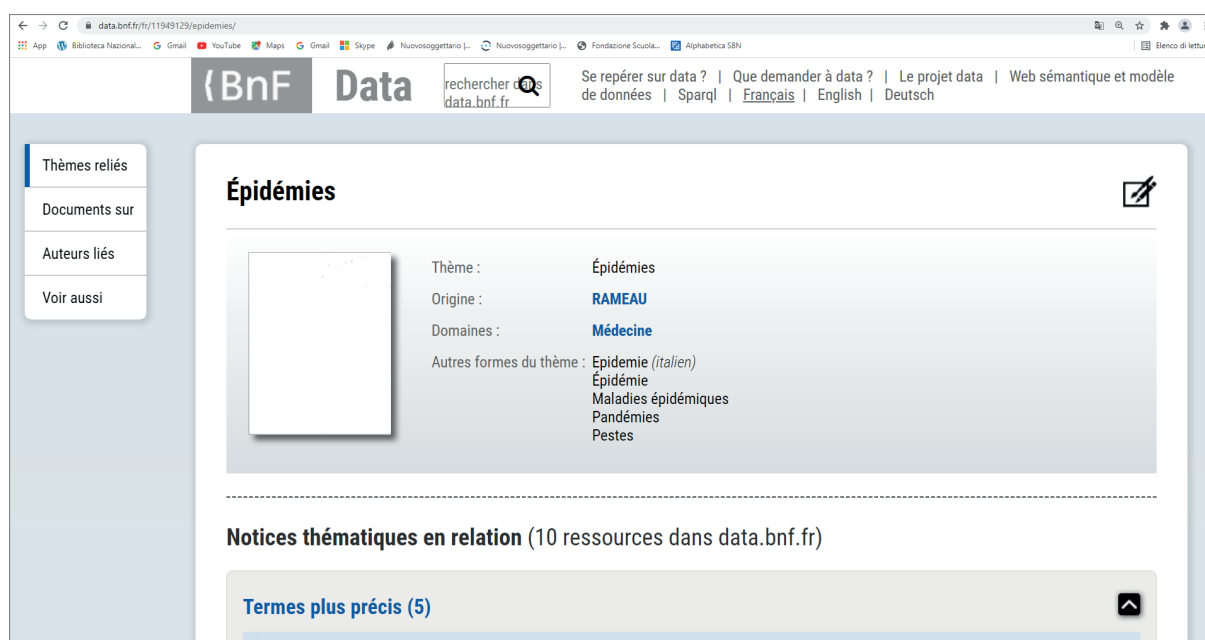 data.bnf.fr/fr/11949129/epidemies/
App Biblioteca Nazional... Gmail YouTube Maps Gmail Skype Nuovosoggettario |... Nuovosoggettario |... Fondazione Scuola... Alphabetica SBN
{BnF Data
rechercher dans
data.bnf.fr
Se repérer sur data ? | Que demander à data ? | Le projet data | Web sémantique et modèle
de données | Sparql | Français | English | Deutsch
Thèmes reliés
Documents sur
Auteurs liés
Voir aussi
Épidémies
Thème : Épidémies
Origine : RAMEAU
Domaines : Médecine
Autres formes du thème : Epidemie (italien)
Épidémie
Maladies épidémiques
Pandémies
Pestes
Notices thématiques en relation (10 ressources dans data.bnf.fr)
Termes plus précis (5)